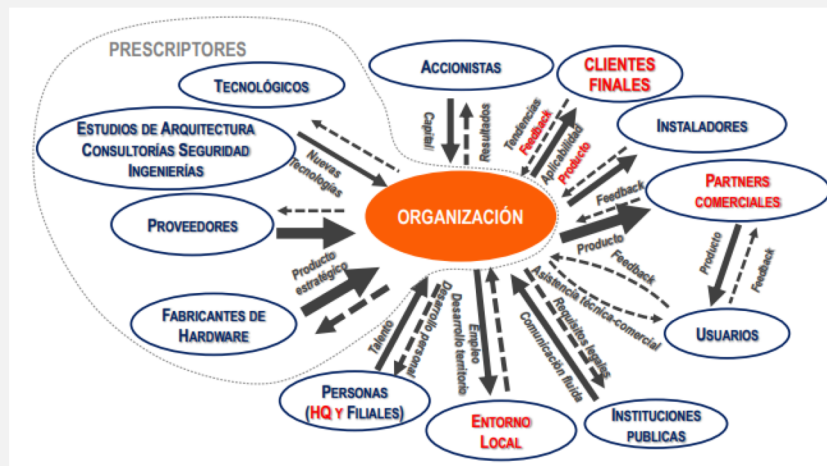 PRESCRIPTORES
TECNOLÓGICOS
ESTUDIOS DE ARQUITECTURA
CONSULTORÍAS SEGURIDAD
INGENIERÍAS
Nuevas
Tecnologías
PROVEEDORES
Producto
estratégico
FABRICANTES DE
HARDWARE
ACCIONISTAS
Capital
Resultados
CLIENTES
FINALES
Tendencias
Feedback
Aplicabilidad
Producto
INSTALADORES
PARTNERS
COMERCIALES
Feedback
Producto
ORGANIZACIÓN
Producto
Feedback
USUARIOS
Feedback
Asistencia técnica-comercial
Requisitos legales
Comunicación fluida
INSTITUCIONES
PUBLICAS
Empleo
Desarrollo territorio
ENTORNO
LOCAL
Talento
Desarrollo personal
PERSONAS
(HQ Y FILIALES)